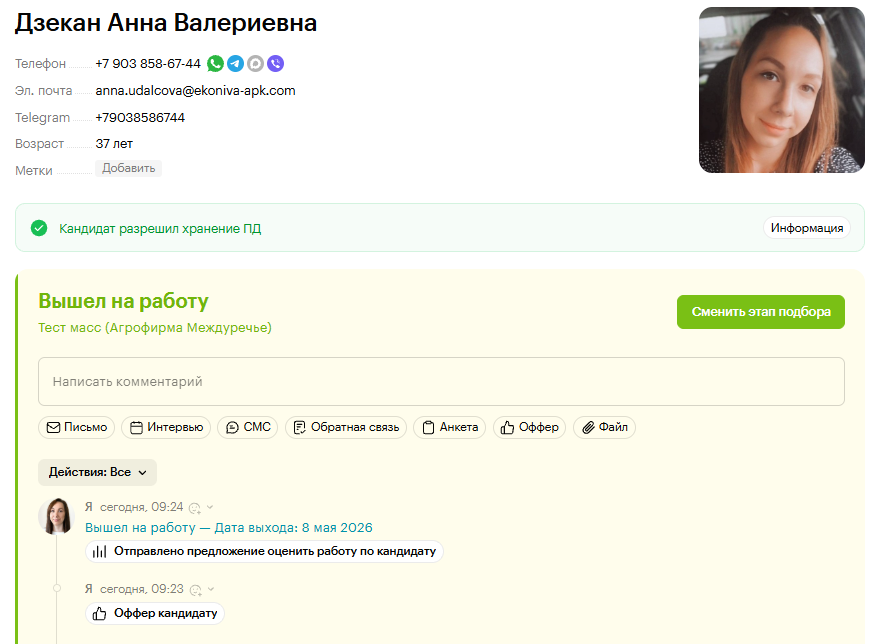 Дзекан Анна Валериевна
Телефон +7 903 858-67-44
Эл. почта anna.udalcova@ekoniva-apk.com
Telegram +79038586744
Возраст 37 лет
Метки Добавить
Кандидат разрешил хранение ПД Информация
Вышел на работу
Тест масс (Агрофирма Междуречье)
Сменить этап подбора
Написать комментарий
Письмо Интервью СМС Обратная связь Анкета Оффер Файл
Действия: Все
Я сегодня, 09:24
Вышел на работу — Дата выхода: 8 мая 2026
Отправлено предложение оценить работу по кандидату
Я сегодня, 09:23
Оффер кандидату